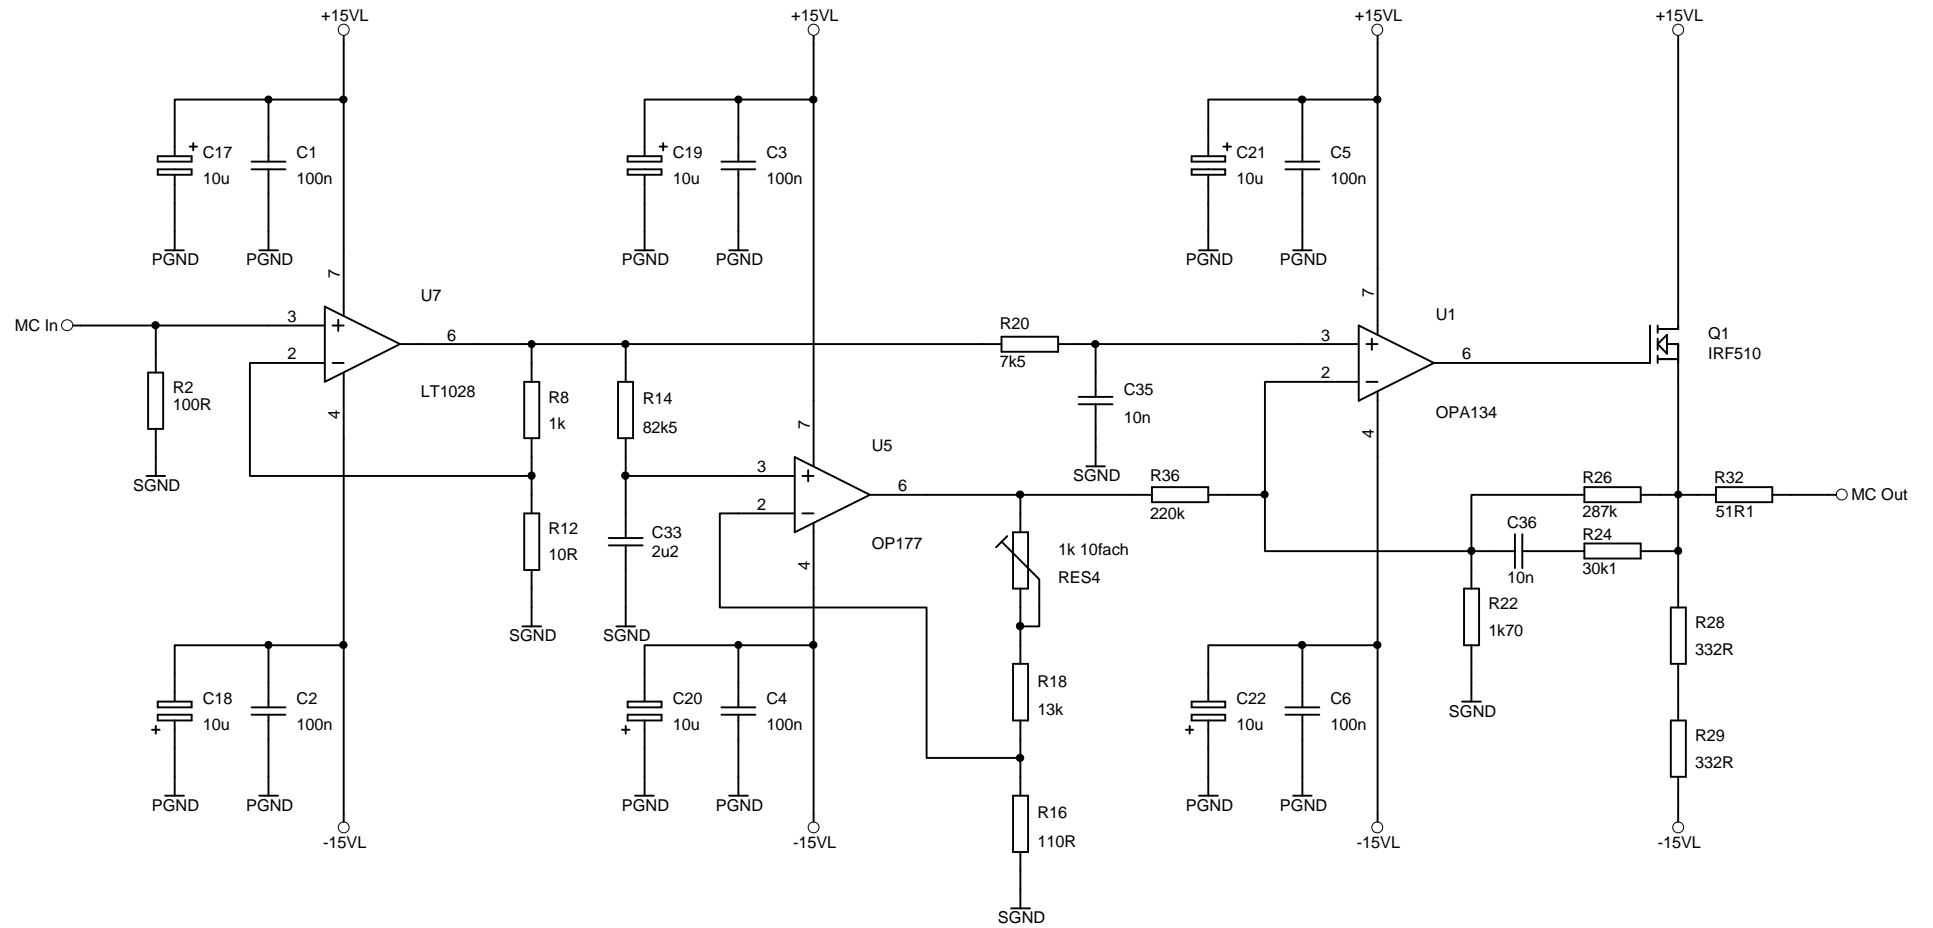 +15VL
+15VL
+15VL
+15VL
+ C17
10u
C1
100n
+ C19
10u
C3
100n
+ C21
10u
C5
100n
PGND
PGND
PGND
PGND
PGND
PGND
7
U7
7
U1
MC In
3
+
2
−
6
LT1028
4
R2
100R
SGND
R8
1k
R14
82k5
R20
7k5
C35
10n
SGND
3
+
2
−
6
OPA134
4
Q1
IRF510
7
U5
3
+
2
−
6
OP177
4
R12
10R
SGND
C33
2u2
SGND
R36
220k
1k 10fach
RES4
R26
287k
R32
51R1
MC Out
C36
10n
R24
30k1
R22
1k70
SGND
R28
332R
R29
332R
R18
13k
R16
110R
SGND
C18
10u
+
C2
100n
C20
10u
+
C4
100n
C22
10u
+
C6
100n
PGND
PGND
PGND
PGND
PGND
PGND
-15VL
-15VL
-15VL
-15VL